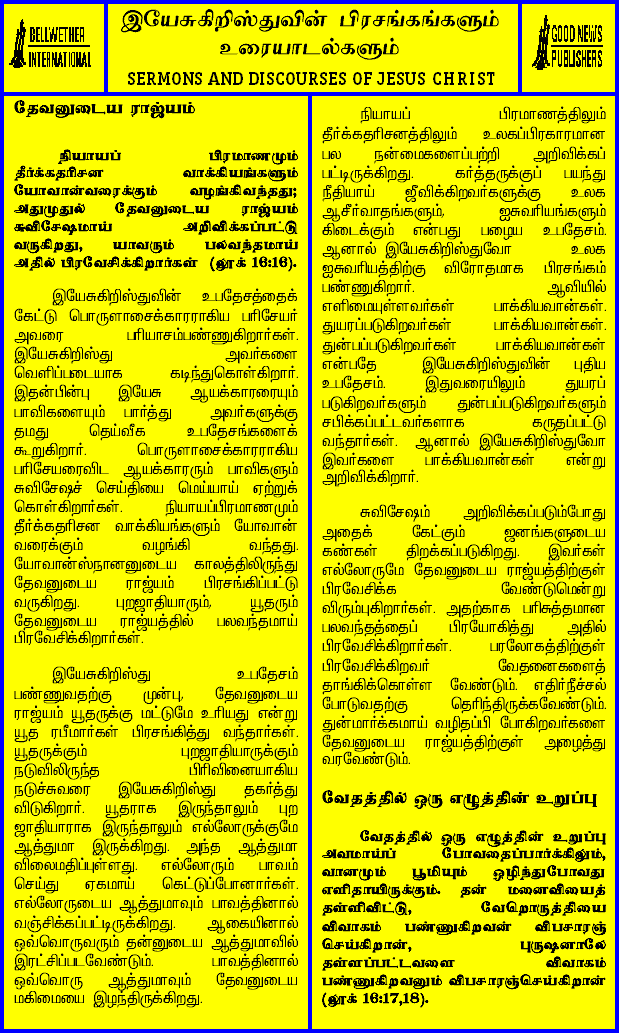 BELLWETHER
INTERNATIONAL
இயேசுகிறிஸ்துவின் பிரசங்கங்களும்
உரையாடல்களும்
SERMONS AND DISCOURSES OF JESUS CHRIST
GOOD NEWS
PUBLISHERS
தேவனுடைய ராஜ்யம்
நியாயப் பிரமாணமும்
தீர்க்கதரிசன வாக்கியங்களும்
யோவான்வரைக்கும் வழங்கிவந்தது;
அதுமுதல் தேவனுடைய ராஜ்யம்
சுவிசேஷமாய் அறிவிக்கப்பட்டு
வருகிறது, யாவரும் பலவந்தமாய்
அதில் பிரவேசிக்கிறார்கள் (லூக் 16:16).
இயேசுகிறிஸ்துவின் உபதேசத்தைக்
கேட்டு பொருளாசைக்காரராகிய பரிசேயர்
அவரை பரியாசம்பண்ணுகிறார்கள்.
இயேசுகிறிஸ்து அவர்களை
வெளிப்படையாக கடிந்துகொள்கிறார்.
இதன்பின்பு இயேசு ஆயக்காரரையும்
பாவிகளையும் பார்த்து அவர்களுக்கு
தமது தெய்வீக உபதேசங்களைக்
கூறுகிறார். பொருளாசைக்காரராகிய
பரிசேயரைவிட ஆயக்காரரும் பாவிகளும்
சுவிசேஷச் செய்தியை மெய்யாய் ஏற்றுக்
கொள்கிறார்கள். நியாயப்பிரமாணமும்
தீர்க்கதரிசன வாக்கியங்களும் யோவான்
வரைக்கும் வழங்கி வந்தது.
யோவான்ஸ்நானனுடைய காலத்திலிருந்து
தேவனுடைய ராஜ்யம் பிரசங்கிப்பட்டு
வருகிறது. புறஜாதியாரும், யூதரும்
தேவனுடைய ராஜ்யத்தில் பலவந்தமாய்
பிரவேசிக்கிறார்கள்.
இயேசுகிறிஸ்து உபதேசம்
பண்ணுவதற்கு முன்பு, தேவனுடைய
ராஜ்யம் யூதருக்கு மட்டுமே உரியது என்று
யூத ரபீமார்கள் பிரசங்கித்து வந்தார்கள்.
யூதருக்கும் புறஜாதியாருக்கும்
நடுவிலிருந்த பிரிவினையாகிய
நடுச்சுவரை இயேசுகிறிஸ்து தகர்த்து
விடுகிறார். யூதராக இருந்தாலும் புற
ஜாதியாராக இருந்தாலும் எல்லோருக்குமே
ஆத்துமா இருக்கிறது. அந்த ஆத்துமா
விலைமதிப்புள்ளது. எல்லோரும் பாவம்
செய்து ஏகமாய் கெட்டுப்போனார்கள்.
எல்லோருடைய ஆத்துமாவும் பாவத்தினால்
வஞ்சிக்கப்பட்டிருக்கிறது. ஆகையினால்
ஒவ்வொருவரும் தன்னுடைய ஆத்துமாவில்
இரட்சிப்படவேண்டும். பாவத்தினால்
ஒவ்வொரு ஆத்துமாவும் தேவனுடைய
மகிமையை இழந்திருக்கிறது.
நியாயப் பிரமாணத்திலும்
தீர்க்கதரிசனத்திலும் உலகப்பிரகாரமான
பல நன்மைகளைப்பற்றி அறிவிக்கப்
பட்டிருக்கிறது. கர்த்தருக்குப் பயந்து
நீதியாய் ஜீவிக்கிறவர்களுக்கு உலக
ஆசீர்வாதங்களும், ஐசுவரியங்களும்
கிடைக்கும் என்பது பழைய உபதேசம்.
ஆனால் இயேசுகிறிஸ்துவோ உலக
ஐசுவரியத்திற்கு விரோதமாக பிரசங்கம்
பண்ணுகிறார். ஆவியில்
எளிமையுள்ளவர்கள் பாக்கியவான்கள்.
துயரப்படுகிறவர்கள் பாக்கியவான்கள்.
துன்பப்படுகிறவர்கள் பாக்கியவான்கள்
என்பதே இயேசுகிறிஸ்துவின் புதிய
உபதேசம். இதுவரையிலும் துயரப்
படுகிறவர்களும் துன்பப்படுகிறவர்களும்
சபிக்கப்பட்டவர்களாக கருதப்பட்டு
வந்தார்கள். ஆனால் இயேசுகிறிஸ்துவோ
இவர்களை பாக்கியவான்கள் என்று
அறிவிக்கிறார்.
சுவிசேஷம் அறிவிக்கப்படும்போது
அதைக் கேட்கும் ஜனங்களுடைய
கண்கள் திறக்கப்படுகிறது. இவர்கள்
எல்லோருமே தேவனுடைய ராஜ்யத்திற்குள்
பிரவேசிக்க வேண்டுமென்று
விரும்புகிறார்கள். அதற்காக பரிசுத்தமான
பலவந்தத்தைப் பிரயோகித்து அதில்
பிரவேசிக்கிறார்கள். பரலோகத்திற்குள்
பிரவேசிக்கிறவர் வேதனைகளைத்
தாங்கிக்கொள்ள வேண்டும். எதிர்நீச்சல்
போடுவதற்கு தெரிந்திருக்கவேண்டும்.
துன்மார்க்கமாய் வழிதப்பி போகிறவர்களை
தேவனுடைய ராஜ்யத்திற்குள் அழைத்து
வரவேண்டும்.
வேதத்தில் ஒரு எழுத்தின் உறுப்பு
வேதத்தில் ஒரு எழுத்தின் உறுப்பு
அவமாய்ப் போவதைப்பார்க்கிலும்,
வானமும் பூமியும் ஒழிந்துபோவது
எளிதாயிருக்கும். தன் மனைவியைத்
தள்ளிவிட்டு, வேறொருத்தியை
விவாகம் பண்ணுகிறவன் விபசாரஞ்
செய்கிறான், புருஷனாலே
தள்ளப்பட்டவளை விவாகம்
பண்ணுகிறவனும் விபசாரஞ்செய்கிறான்
(லூக் 16:17,18).